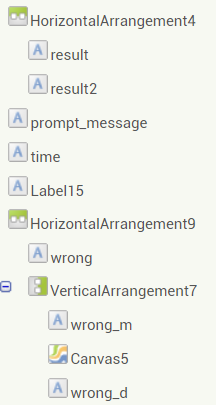 HorizontalArrangement4
result
result2
prompt_message
time
Label15
HorizontalArrangement9
wrong
VerticalArrangement7
wrong_m
Canvas5
wrong_d